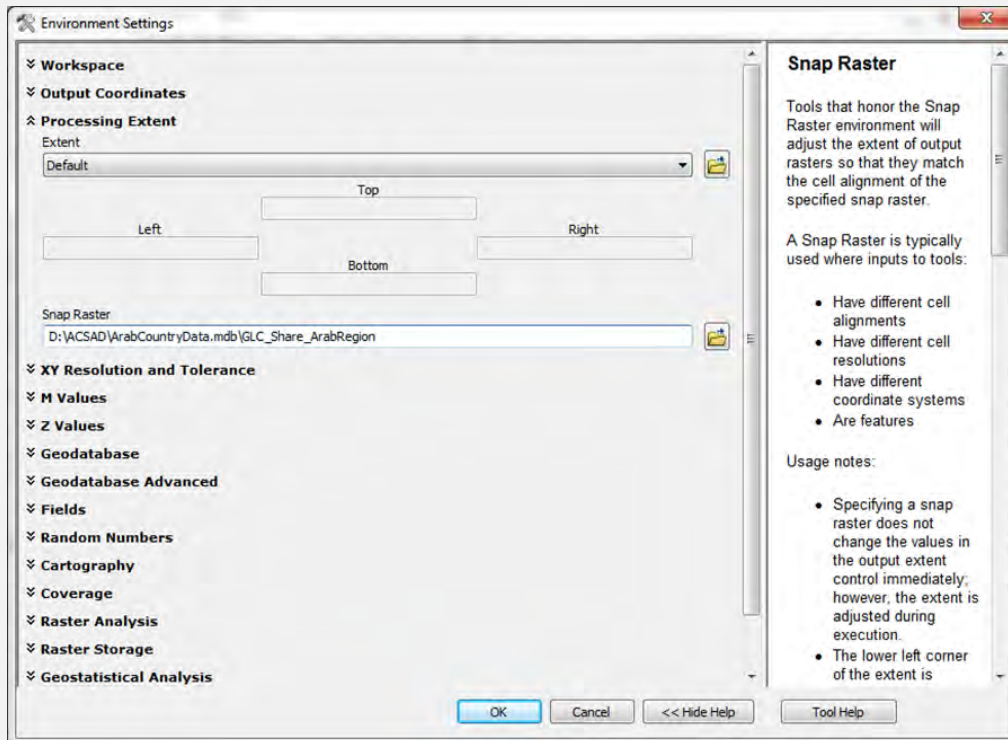 Environment Settings
Workspace
Output Coordinates
Processing Extent
Extent
Default
Top
Left
Right
Bottom
Snap Raster
D:\ACSAD\ArabCountryData.mdb\GLC_Share_ArabRegion
XY Resolution and Tolerance
M Values
Z Values
Geodatabase
Geodatabase Advanced
Fields
Random Numbers
Cartography
Coverage
Raster Analysis
Raster Storage
Geostatistical Analysis
Snap Raster
Tools that honor the Snap
Raster environment will
adjust the extent of output
rasters so that they match
the cell alignment of the
specified snap raster.
A Snap Raster is typically
used where inputs to tools:
• Have different cell
alignments
• Have different cell
resolutions
• Have different
coordinate systems
• Are features
Usage notes:
• Specifying a snap
raster does not
change the values in
the output extent
control immediately;
however, the extent is
adjusted during
execution.
• The lower left corner
of the extent is
OK
Cancel
<< Hide Help
Tool Help